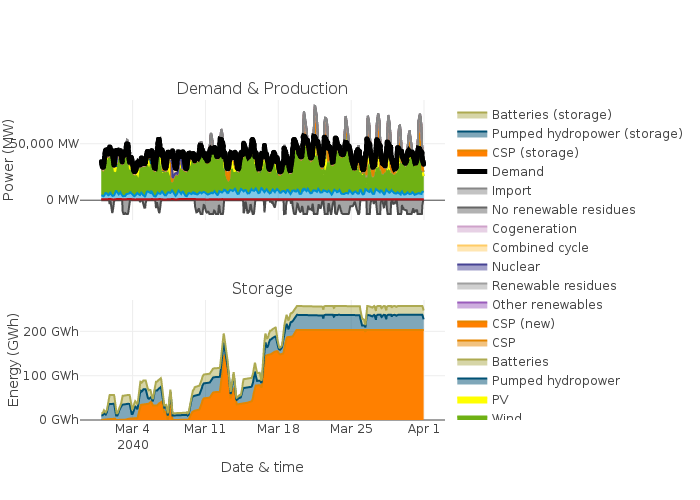 Demand & Production
Power (MW)
50,000 MW
0 MW
Storage
Energy (GWh)
200 GWh
100 GWh
0 GWh
Mar 4
2040
Mar 11
Mar 18
Mar 25
Apr 1
Date & time
Batteries (storage)
Pumped hydropower (storage)
CSP (storage)
Demand
Import
No renewable residues
Cogeneration
Combined cycle
Nuclear
Renewable residues
Other renewables
CSP (new)
CSP
Batteries
Pumped hydropower
PV
Wind